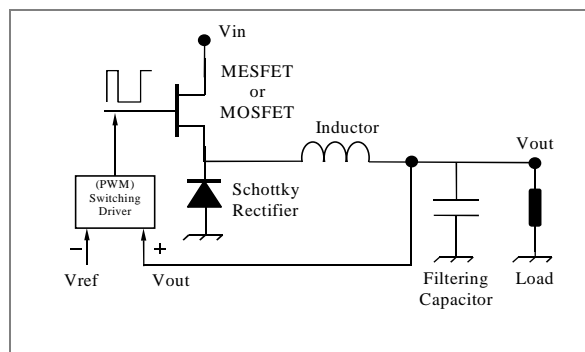 Vin
MESFET
or
MOSFET
Inductor
Vout
(PWM)
Switching
Driver
Schottky
Rectifier
− +
Vref Vout
Filtering
Capacitor
Load